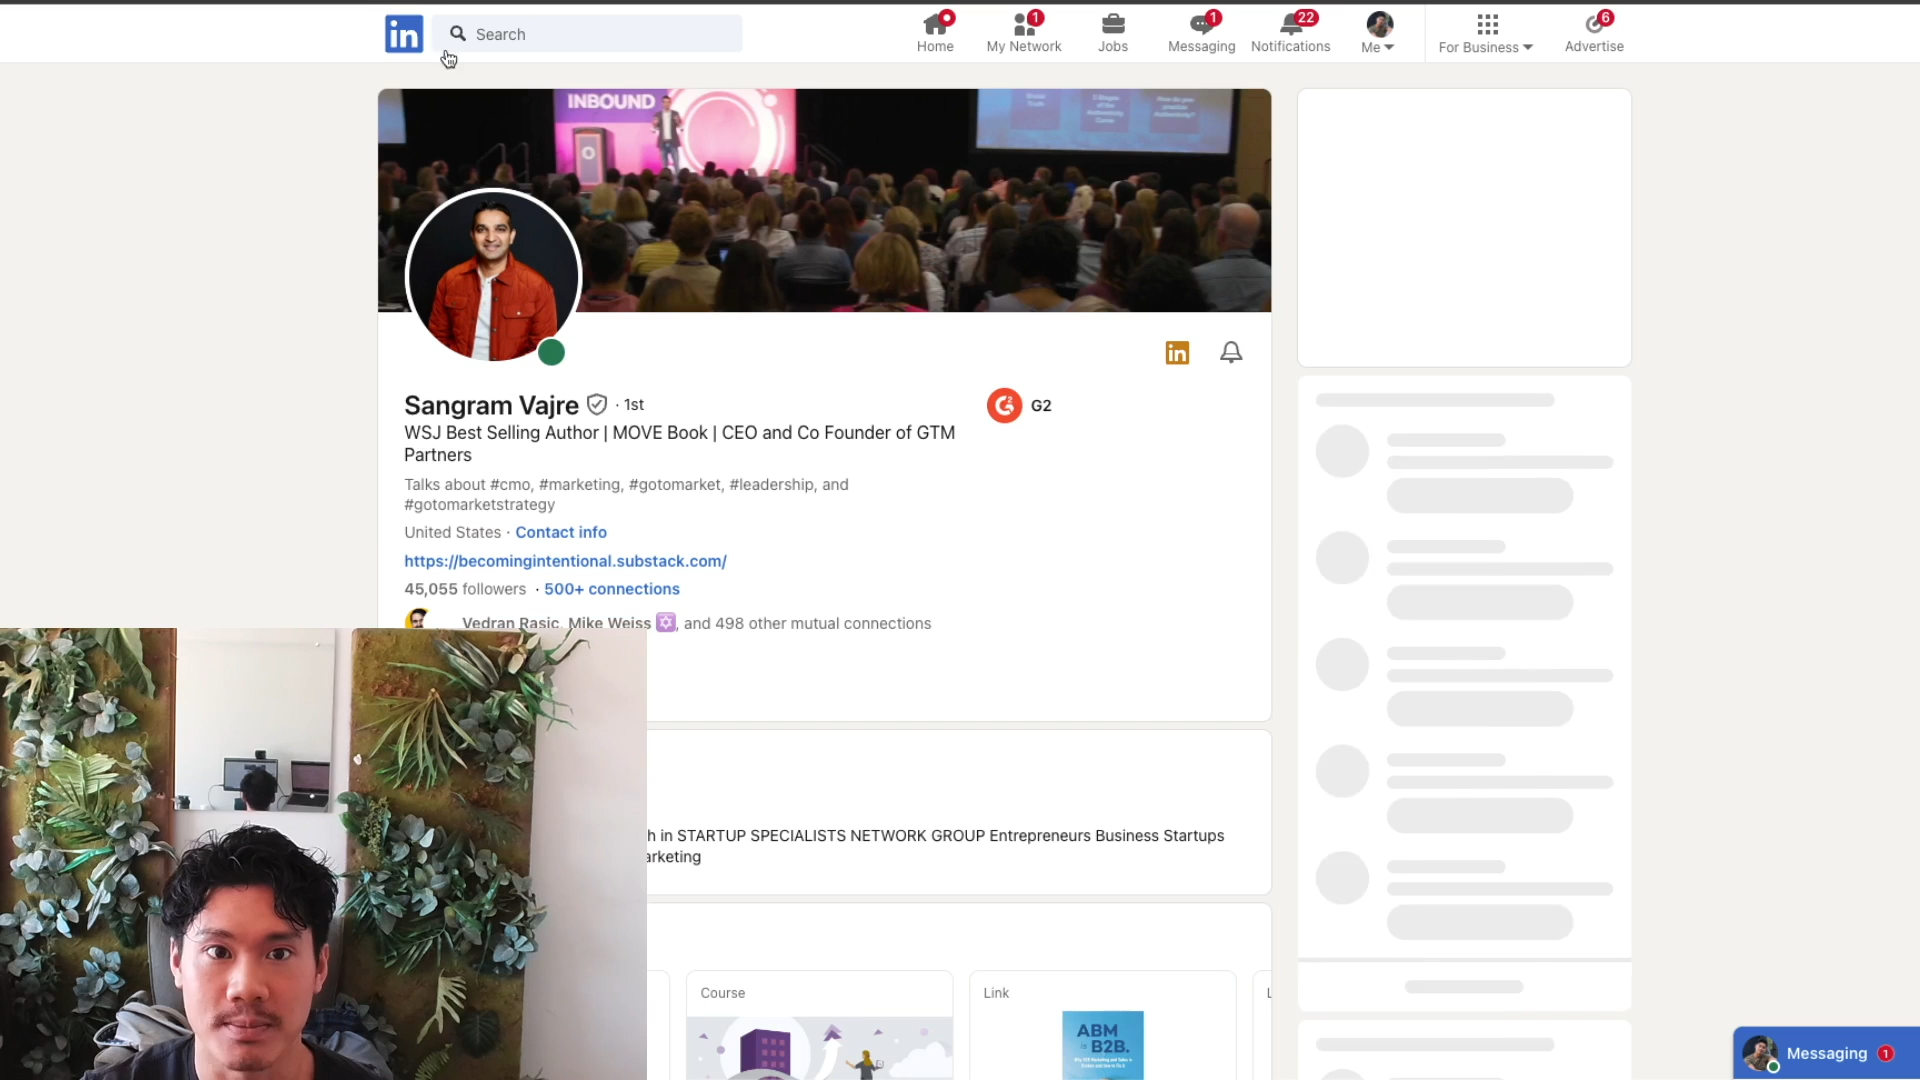 in
Search
Home
1
My Network
Jobs
1
Messaging
22
Notifications
Me
For Business
6
Advertise
INBOUND
in
Sangram Vajre · 1st
G2
WSJ Best Selling Author | MOVE Book | CEO and Co Founder of GTM
Partners
Talks about #cmo, #marketing, #gotomarket, #leadership, and
#gotomarketstrategy
United States · Contact info
https://becomingintentional.substack.com/
45,055 followers · 500+ connections
Vedran Rasic, Mike Weiss ✡, and 498 other mutual connections
h in STARTUP SPECIALISTS NETWORK GROUP Entrepreneurs Business Startups
arketing
Course
Link
L
ABM
is B2B.
Messaging 1